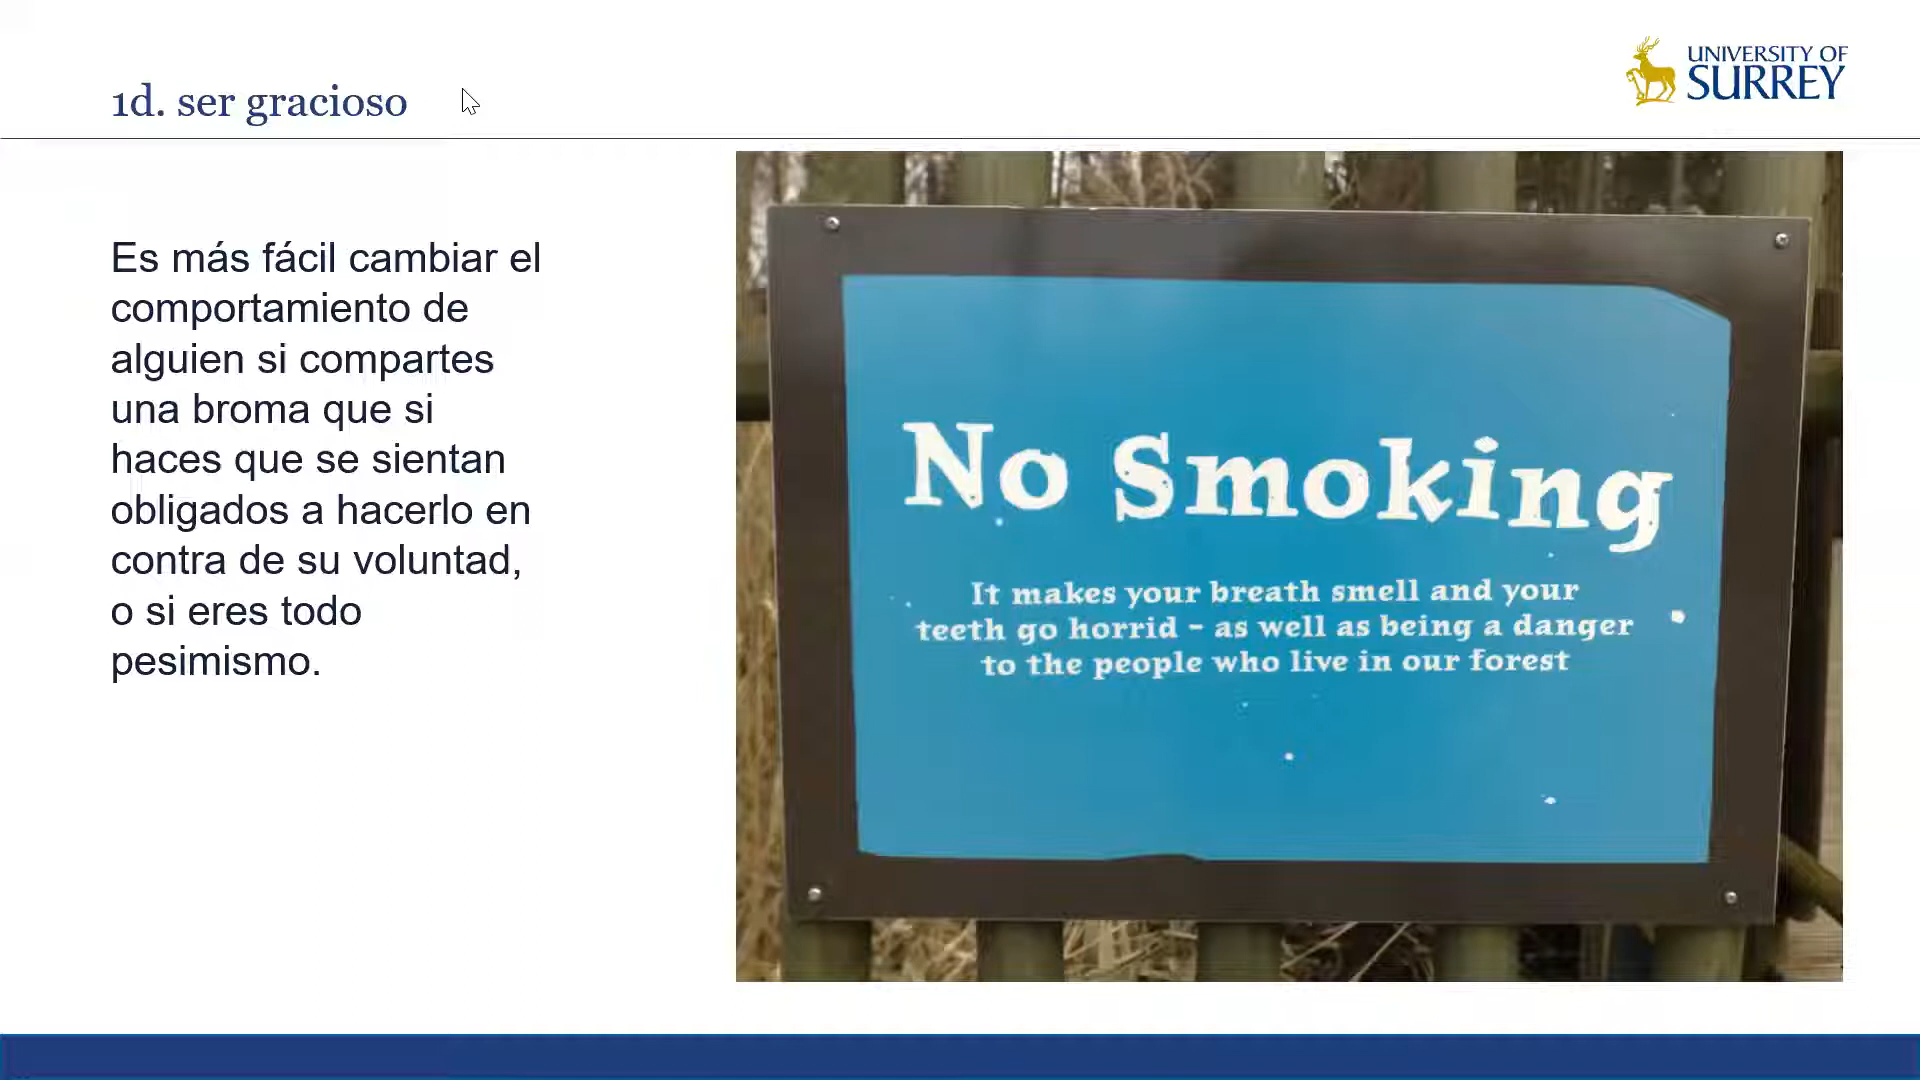 1d. ser gracioso
UNIVERSITY OF
SURREY
Es más fácil cambiar el
comportamiento de
alguien si compartes
una broma que si
haces que se sientan
obligados a hacerlo en
contra de su voluntad,
o si eres todo
pesimismo.
No Smoking
It makes your breath smell and your
teeth go horrid - as well as being a danger
to the people who live in our forest